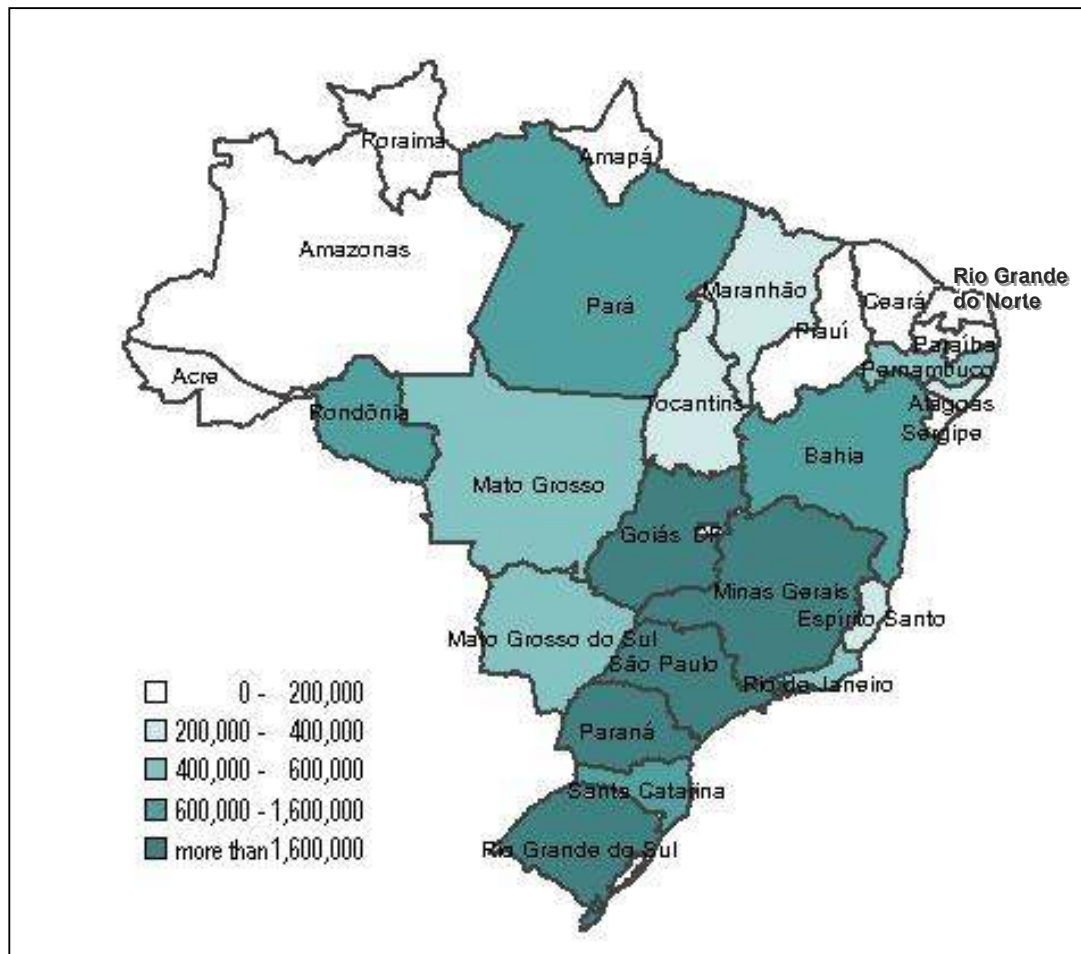 Roraima
Amapá
Amazonas
Pará
Maranhão
Ceará
Rio Grande
do Norte
Piauí
Paraíba
Pernambuco
Acre
Rondônia
Tocantins
Alagoas
Sergipe
Bahia
Mato Grosso
Goiás DF
Minas Gerais
Espírito Santo
Mato Grosso do Sul
São Paulo
Rio de Janeiro
Paraná
Santa Catarina
Rio Grande do Sul
0 - 200,000
200,000 - 400,000
400,000 - 600,000
600,000 - 1,600,000
more than 1,600,000